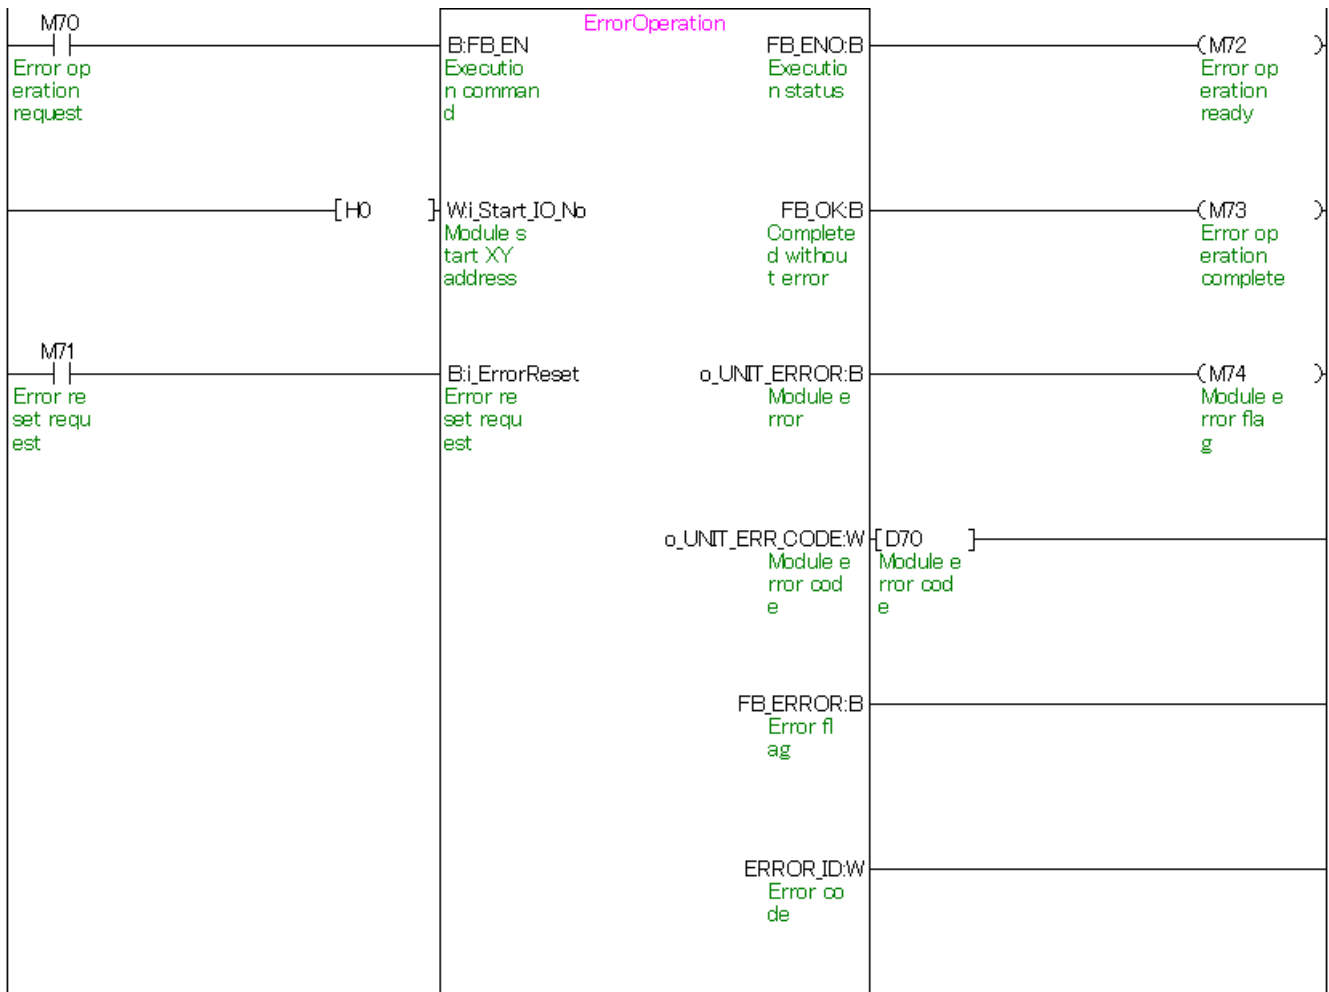 M70
ErrorOperation
B:FB_EN
FB_ENO:B
(M72 )
Error op
eration
request
Executio
n comman
d
Executio
n status
Error op
eration
ready
[H0 ]
W:i_Start_IO_No
FB_OK:B
(M73 )
Module s
tart XY
address
Complete
d withou
t error
Error op
eration
complete
M71
B:i_ErrorReset
o_UNIT_ERROR:B
(M74 )
Error re
set requ
est
Error re
set requ
est
Module e
rror
Module e
rror fla
g
o_UNIT_ERR_CODE:W
[D70 ]
Module e
rror cod
e
Module e
rror cod
e
FB_ERROR:B
Error fl
ag
ERROR_ID:W
Error co
de